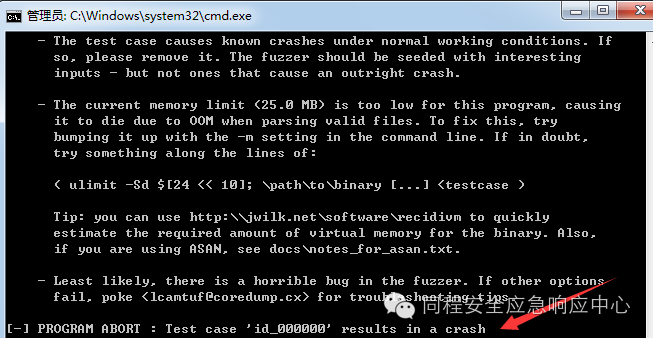 管理员: C:\Windows\system32\cmd.exe
- The test case causes known crashes under normal working conditions. If
so, please remove it. The fuzzer should be seeded with interesting
inputs - but not ones that cause an outright crash.
- The current memory limit (25.0 MB) is too low for this program, causing
it to die due to OOM when parsing valid files. To fix this, try
bumping it up with the -m setting in the command line. If in doubt,
try something along the lines of:
( ulimit -Sd $[24 << 10]; \path\to\binary [...] <testcase )
Tip: you can use http:\\jwilk.net\software\recidivm to quickly
estimate the required amount of virtual memory for the binary. Also,
if you are using ASAN, see docs\notes_for_asan.txt.
- Least likely, there is a horrible bug in the fuzzer. If other options
fail, poke <lcamtuf@coredump.cx> for troubleshooting tips.
同程安全应急响应中心
[-] PROGRAM ABORT : Test case 'id_000000' results in a crash